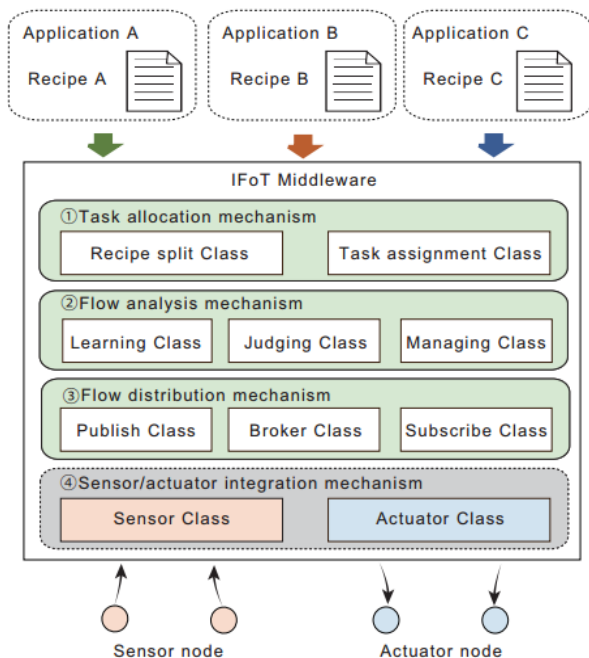 Application A
Recipe A
Application B
Recipe B
Application C
Recipe C
IFoT Middleware
①Task allocation mechanism
Recipe split Class
Task assignment Class
②Flow analysis mechanism
Learning Class
Judging Class
Managing Class
③Flow distribution mechanism
Publish Class
Broker Class
Subscribe Class
④Sensor/actuator integration mechanism
Sensor Class
Actuator Class
Sensor node
Actuator node